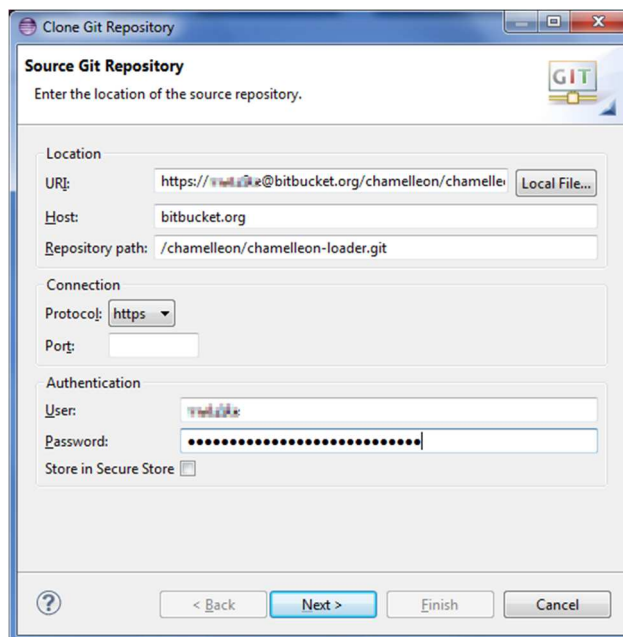 Clone Git Repository
Source Git Repository
Enter the location of the source repository.
GIT
Location
URI: https:// @bitbucket.org/chamelleon/chamelle Local File...
Host: bitbucket.org
Repository path: /chamelleon/chamelleon-loader.git
Connection
Protocol: https
Port:
Authentication
User:
Password: ••••••••••••••••••••••••••••
Store in Secure Store
? < Back Next > Finish Cancel